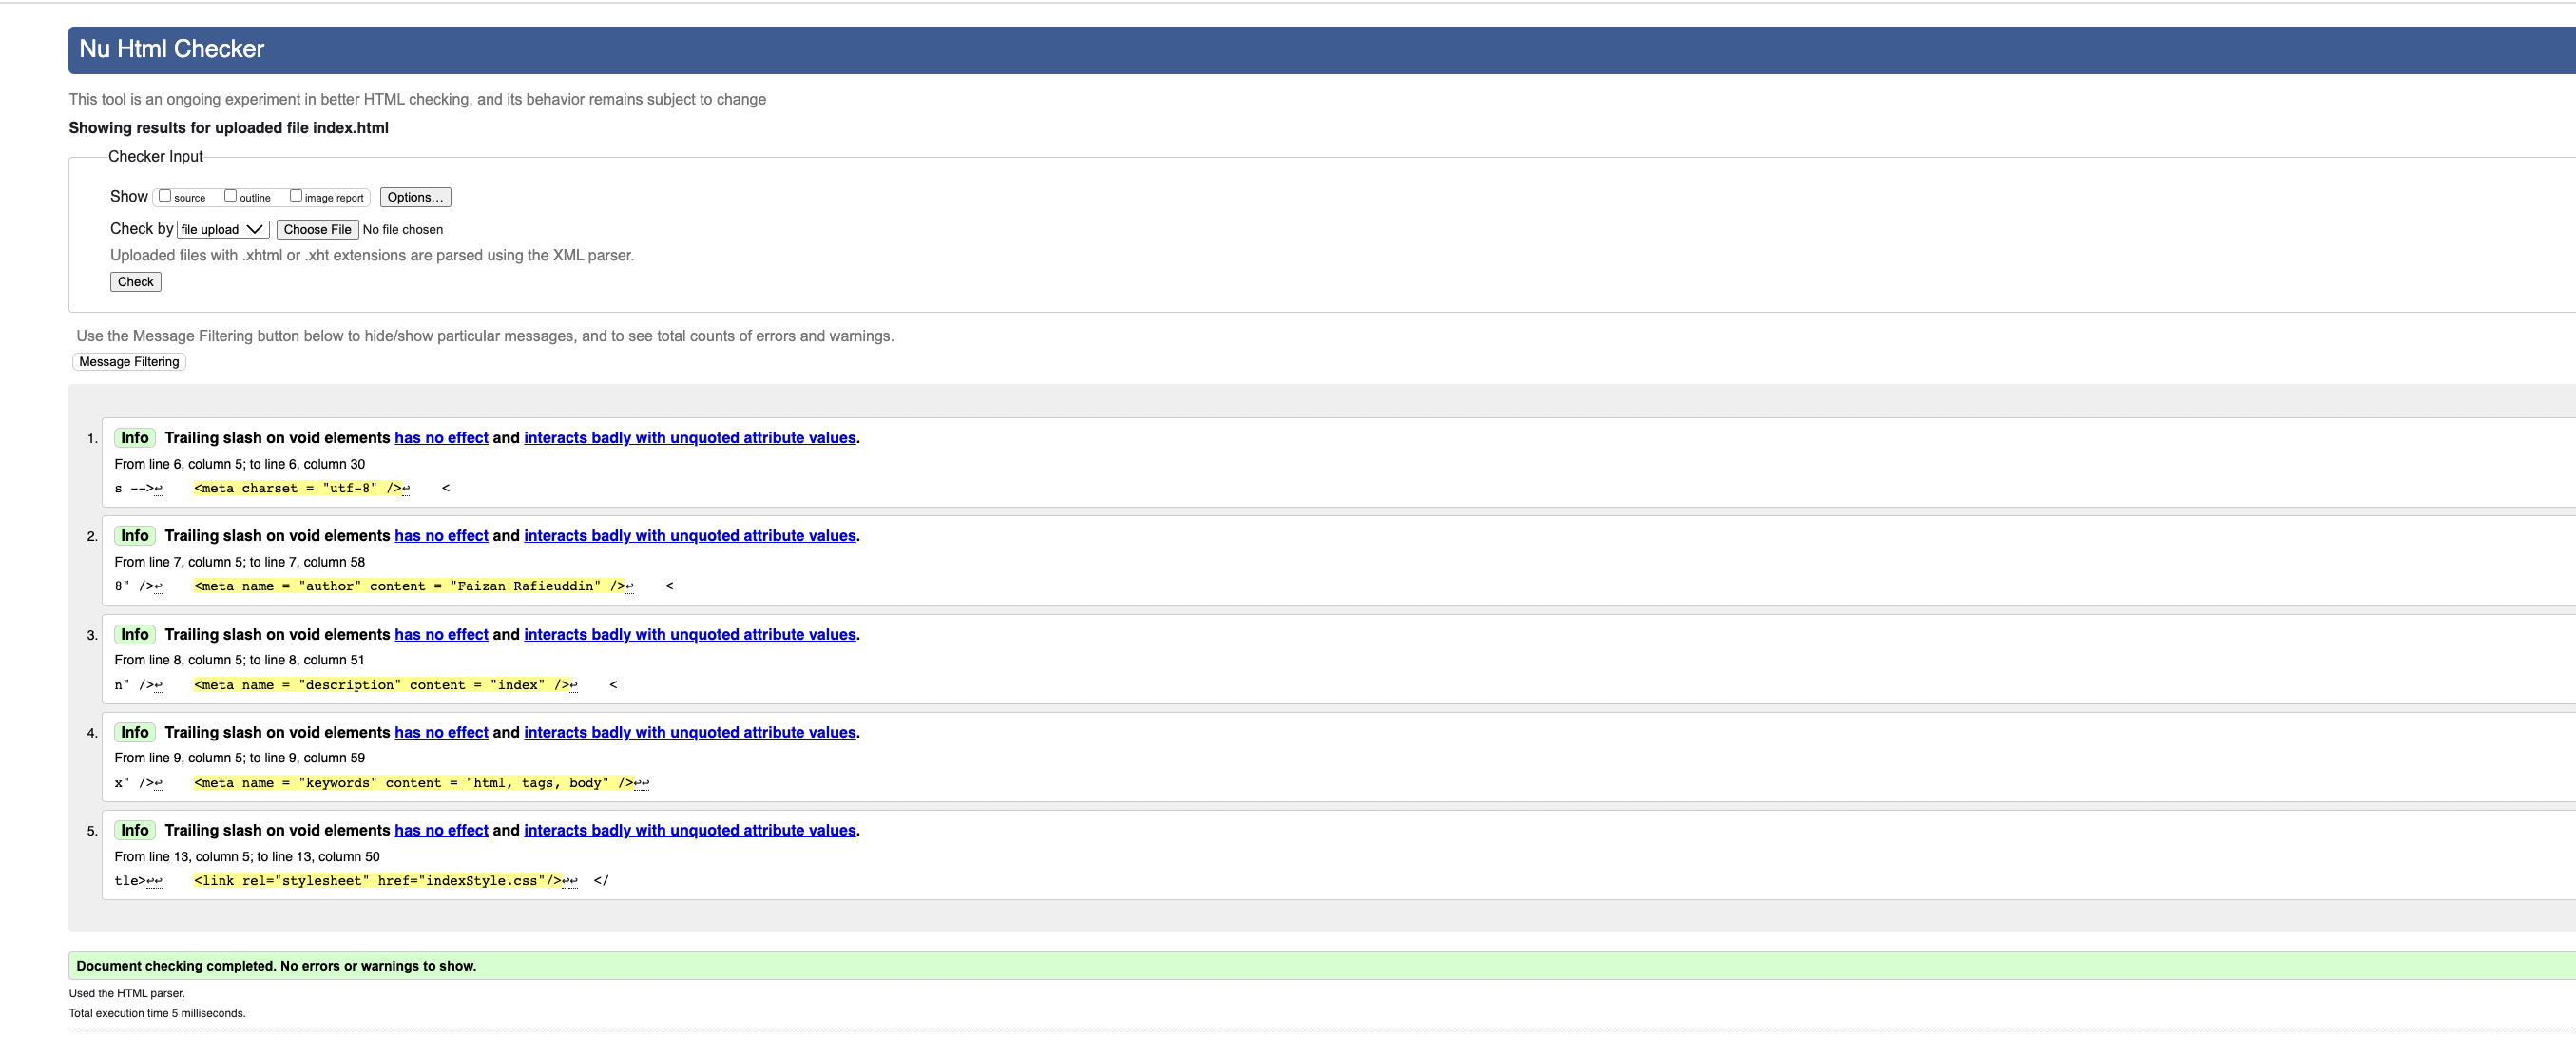 Nu Html Checker
This tool is an ongoing experiment in better HTML checking, and its behavior remains subject to change
Showing results for uploaded file index.html
Checker Input
Show source outline image report Options...
Check by file upload Choose File No file chosen
Uploaded files with .xhtml or .xht extensions are parsed using the XML parser.
Check
Use the Message Filtering button below to hide/show particular messages, and to see total counts of errors and warnings.
Message Filtering
1. Info Trailing slash on void elements has no effect and interacts badly with unquoted attribute values.
From line 6, column 5; to line 6, column 30
s -->↩ <meta charset = "utf-8" />↩ <
2. Info Trailing slash on void elements has no effect and interacts badly with unquoted attribute values.
From line 7, column 5; to line 7, column 58
8" />↩ <meta name = "author" content = "Faizan Rafieuddin" />↩ <
3. Info Trailing slash on void elements has no effect and interacts badly with unquoted attribute values.
From line 8, column 5; to line 8, column 51
n" />↩ <meta name = "description" content = "index" />↩ <
4. Info Trailing slash on void elements has no effect and interacts badly with unquoted attribute values.
From line 9, column 5; to line 9, column 59
x" />↩ <meta name = "keywords" content = "html, tags, body" />↩↩
5. Info Trailing slash on void elements has no effect and interacts badly with unquoted attribute values.
From line 13, column 5; to line 13, column 50
tle>↩↩ <link rel="stylesheet" href="indexStyle.css"/>↩↩ </
Document checking completed. No errors or warnings to show.
Used the HTML parser.
Total execution time 5 milliseconds.